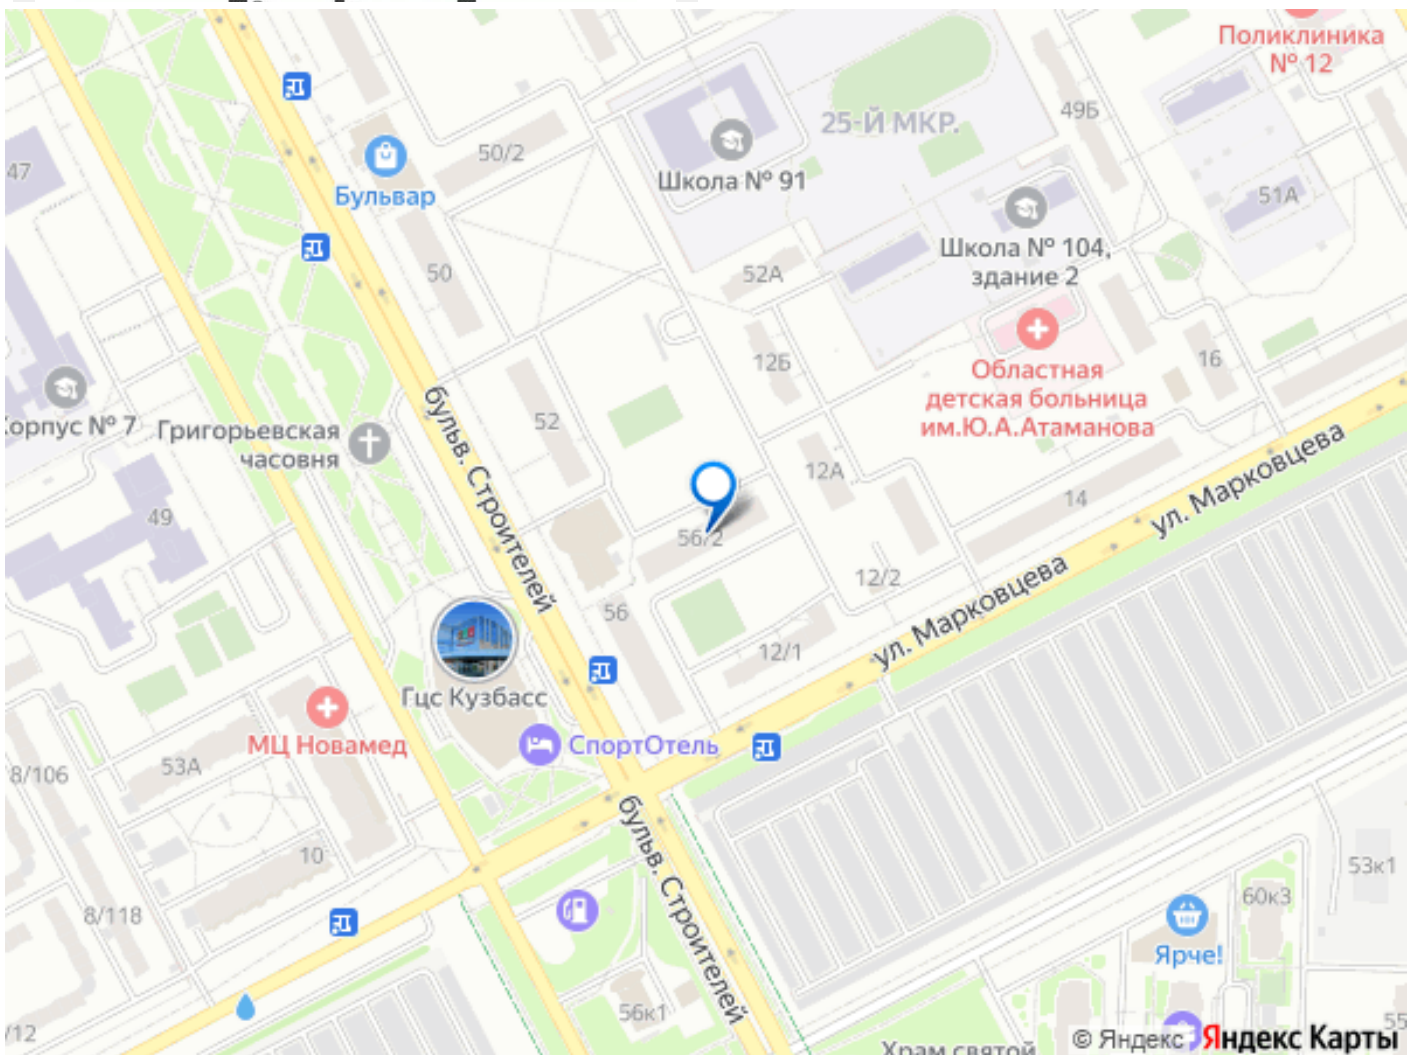 Поликлиника
№ 12
49Б
25-Й МКР.
50/2
Школа № 91
47
Бульвар
51А
Школа № 104,
здание 2
50
52А
16
12Б
Областная
детская больница
им.Ю.А.Атаманова
бульв. Строителей
52
Корпус № 7
Григорьевская
часовня
12А
14
ул. Марковцева
49
56/2
12/2
ул. Марковцева
56
12/1
Гцс Кузбасс
МЦ Новамед
СпортОтель
53А
8/106
бульв. Строителей
10
53к1
60к3
8/118
Ярче!
56к1
/12
55
Храм святой
© Яндекс Яндекс Карты